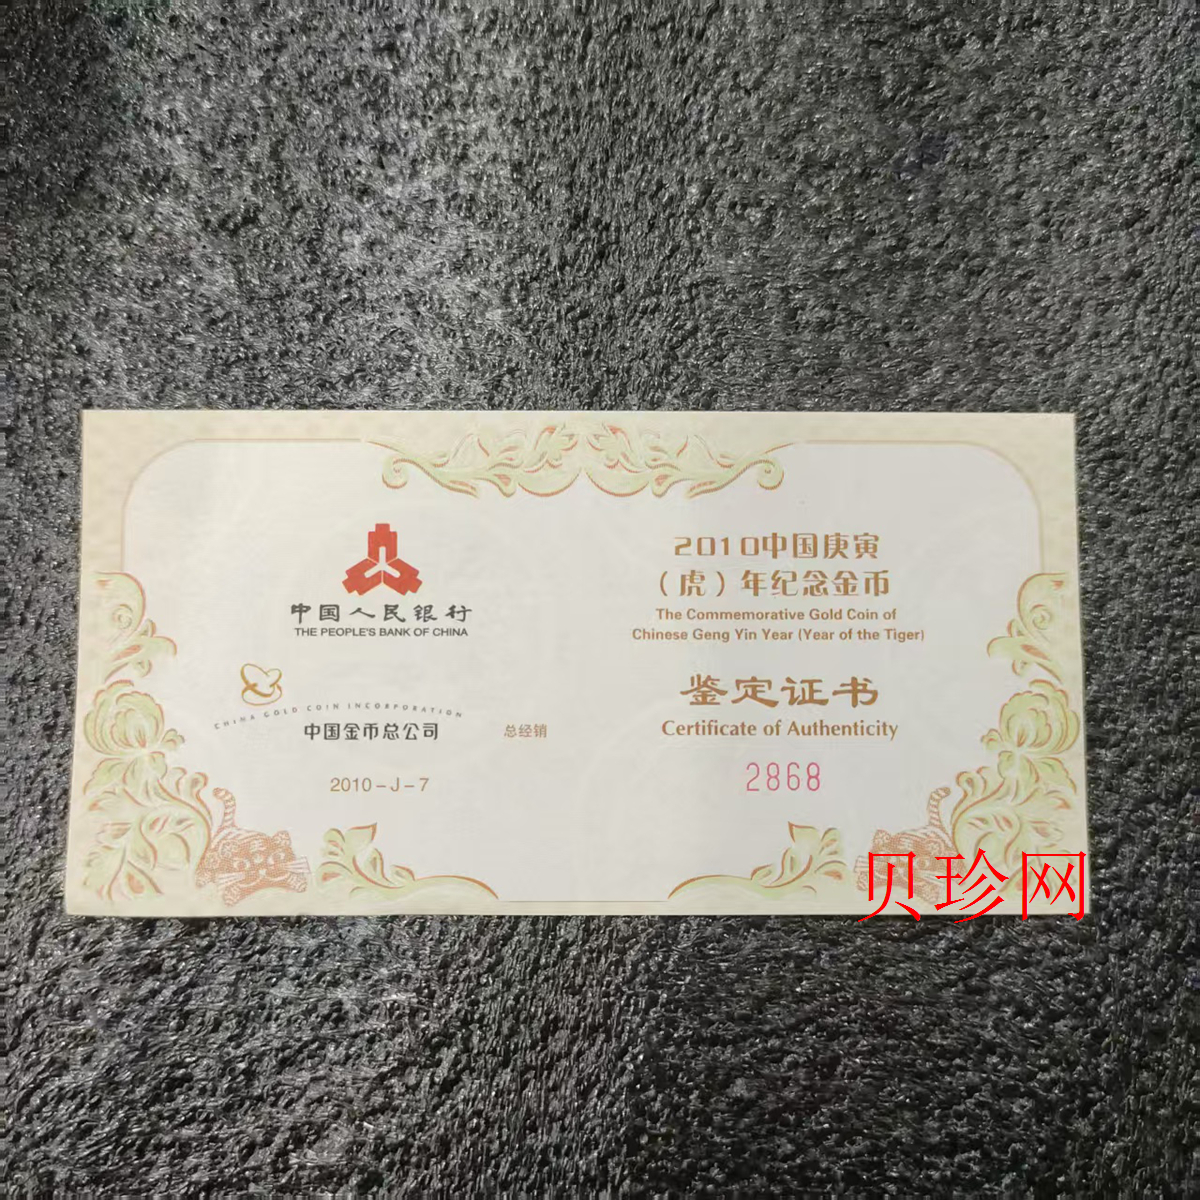 中国人民银行
THE PEOPLE'S BANK OF CHINA
CHINA GOLD COIN INCORPORATION
中国金币总公司
总经销
2010-J-7
2010中国庚寅
（虎）年纪念金币
The Commemorative Gold Coin of
Chinese Geng Yin Year (Year of the Tiger)
鉴定证书
Certificate of Authenticity
2868
贝珍网